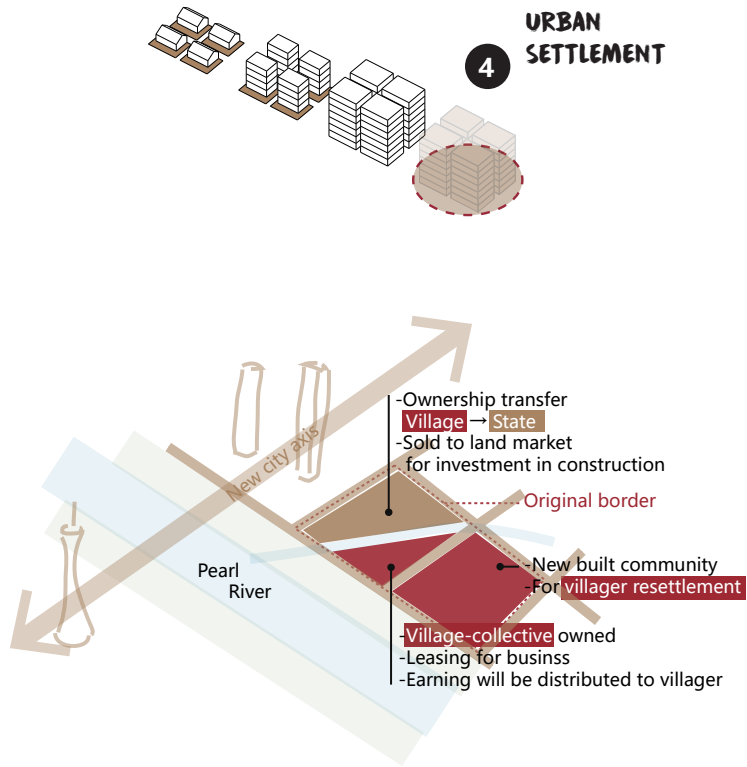 URBAN
SETTLEMENT
4
-Ownership transfer
Village → State
-Sold to land market
for investment in construction
New city axis
Original border
Pearl
River
-New built community
-For villager resettlement
-Village-collective owned
-Leasing for businss
-Earning will be distributed to villager